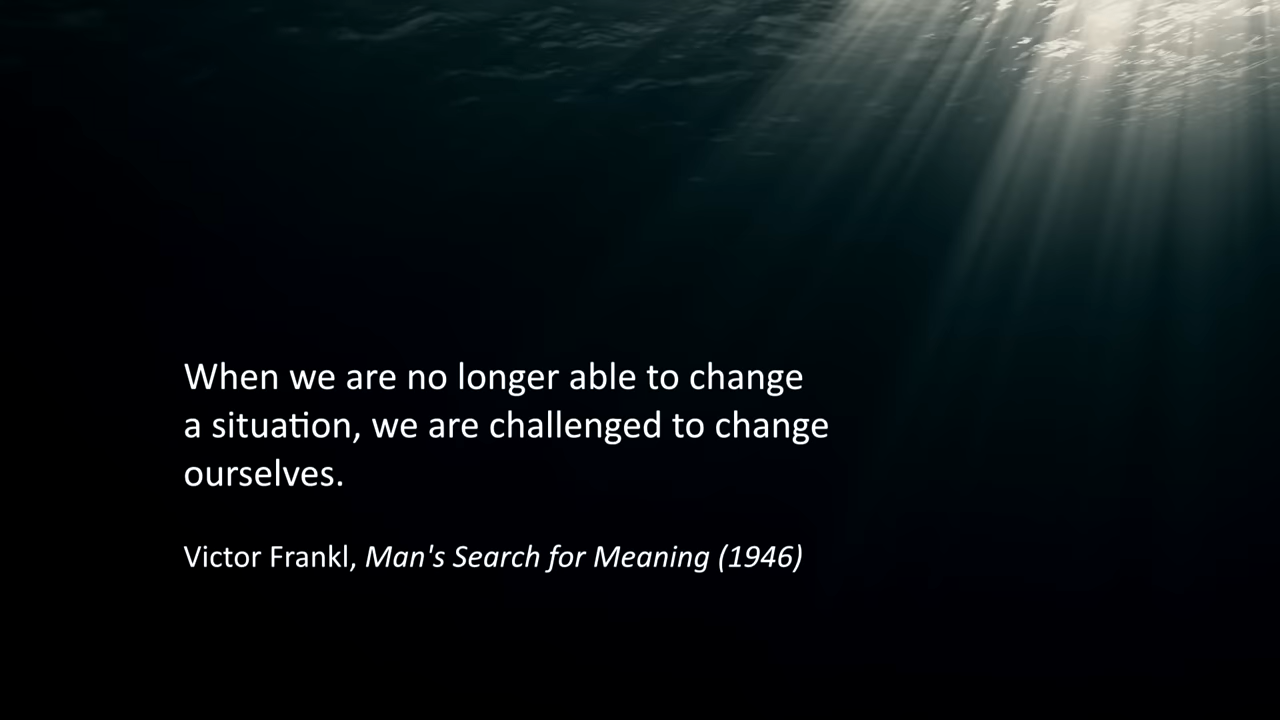 When we are no longer able to change
a situation, we are challenged to change
ourselves.
Victor Frankl, Man's Search for Meaning (1946)